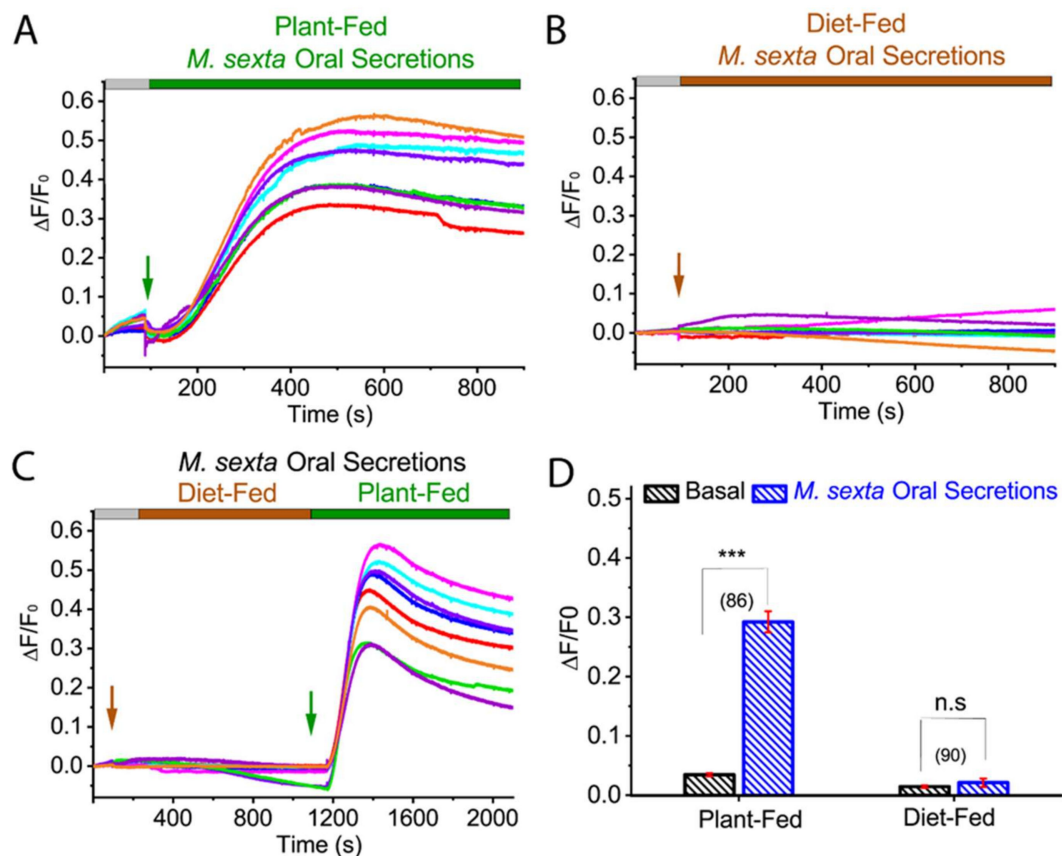 A
Plant-Fed
M. sexta Oral Secretions
0.6
0.5
0.4
0.3
0.2
0.1
0.0
ΔF/F₀
200 400 600 800
Time (s)
B
Diet-Fed
M. sexta Oral Secretions
0.6
0.5
0.4
0.3
0.2
0.1
0.0
ΔF/F₀
200 400 600 800
Time (s)
C
M. sexta Oral Secretions
Diet-Fed Plant-Fed
0.6
0.5
0.4
0.3
0.2
0.1
0.0
ΔF/F₀
400 800 1200 1600 2000
Time (s)
D
0.5
0.4
0.3
0.2
0.1
0.0
ΔF/F0
Basal M. sexta Oral Secretions
***
(86)
n.s
(90)
Plant-Fed Diet-Fed